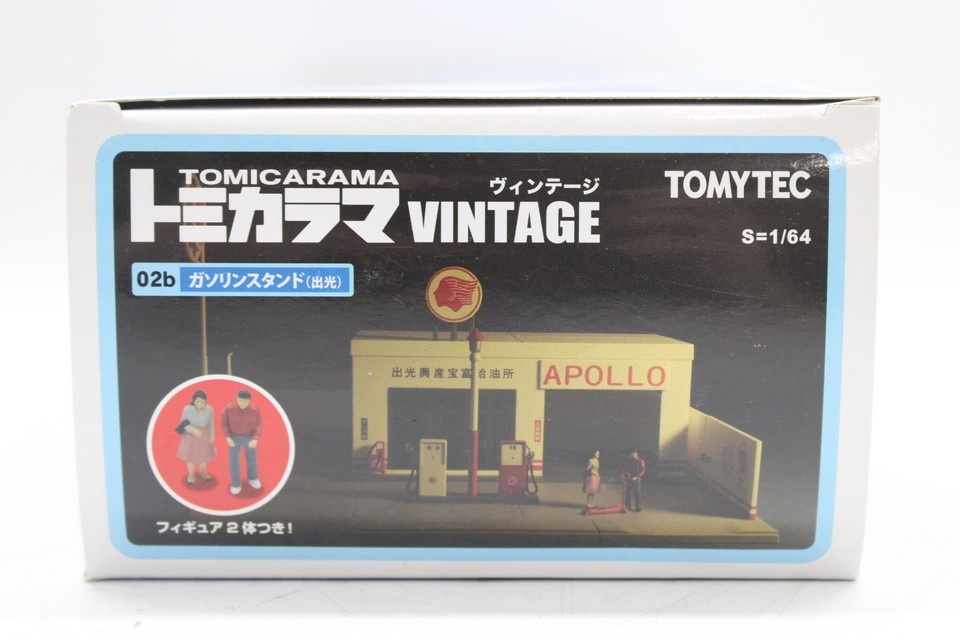 TOMICARAMA
トミカラマ
ヴィンテージ
VINTAGE
TOMYTEC
S=1/64
02b ガソリンスタンド(出光)
出光興産宝富給油所
APOLLO
フィギュア2体つき!